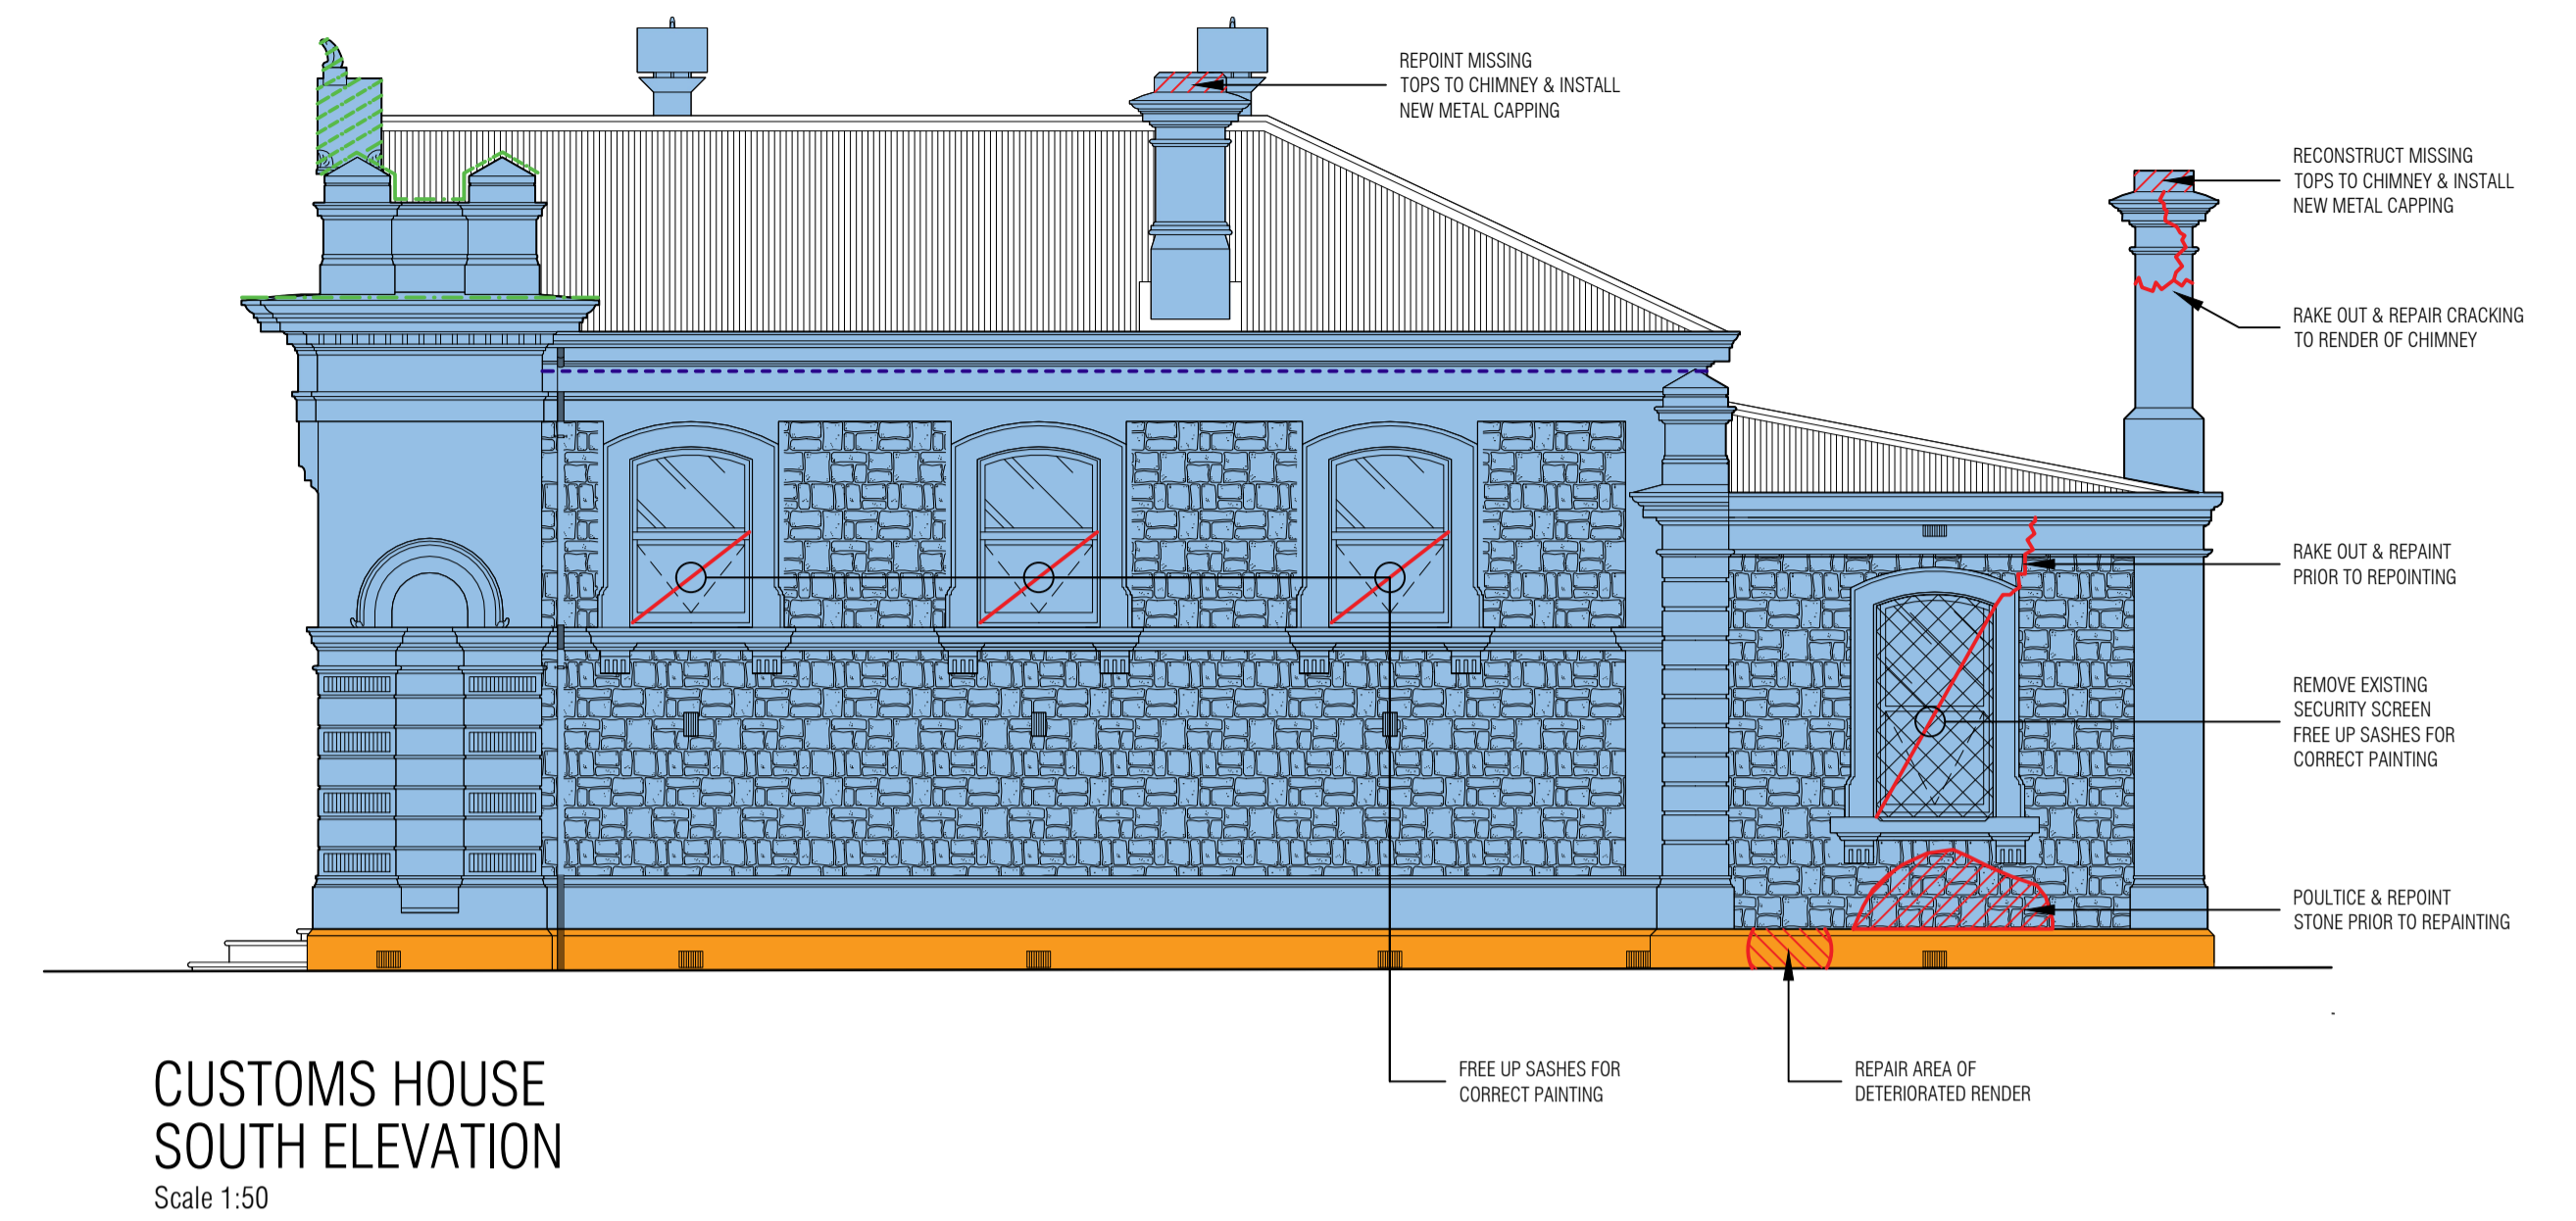 REPOINT MISSING
TOPS TO CHIMNEY & INSTALL
NEW METAL CAPPING
RECONSTRUCT MISSING
TOPS TO CHIMNEY & INSTALL
NEW METAL CAPPING
RAKE OUT & REPAIR CRACKING
TO RENDER OF CHIMNEY
RAKE OUT & REPAINT
PRIOR TO REPOINTING
REMOVE EXISTING
SECURITY SCREEN
FREE UP SASHES FOR
CORRECT PAINTING
POULTICE & REPOINT
STONE PRIOR TO REPAINTING
FREE UP SASHES FOR
CORRECT PAINTING
REPAIR AREA OF
DETERIORATED RENDER
CUSTOMS HOUSE
SOUTH ELEVATION
Scale 1:50